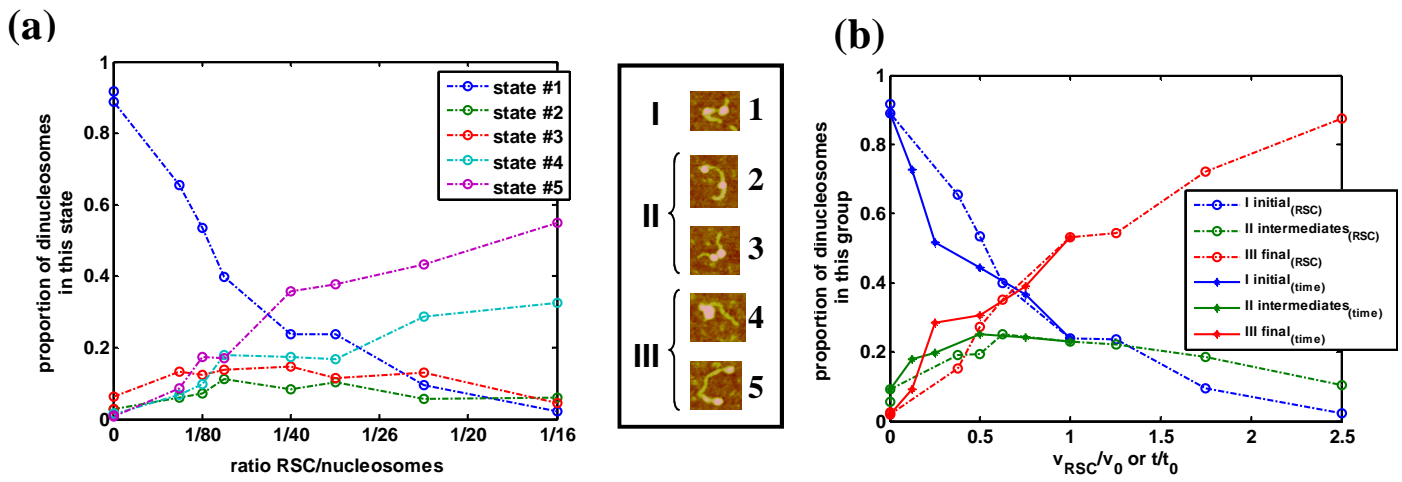 (a)
1
0.8
0.6
0.4
0.2
0
proportion of dinucleosomes
in this state
0 1/80 1/40 1/26 1/20 1/16
ratio RSC/nucleosomes
state #1
state #2
state #3
state #4
state #5
I 1
II
2
3
III
4
5
(b)
1
0.8
0.6
0.4
0.2
0
proportion of dinucleosomes
in this group
0 0.5 1 1.5 2 2.5
v_RSC/v_0 or t/t_0
I initial(RSC)
II intermediates(RSC)
III final(RSC)
I initial(time)
II intermediates(time)
III final(time)